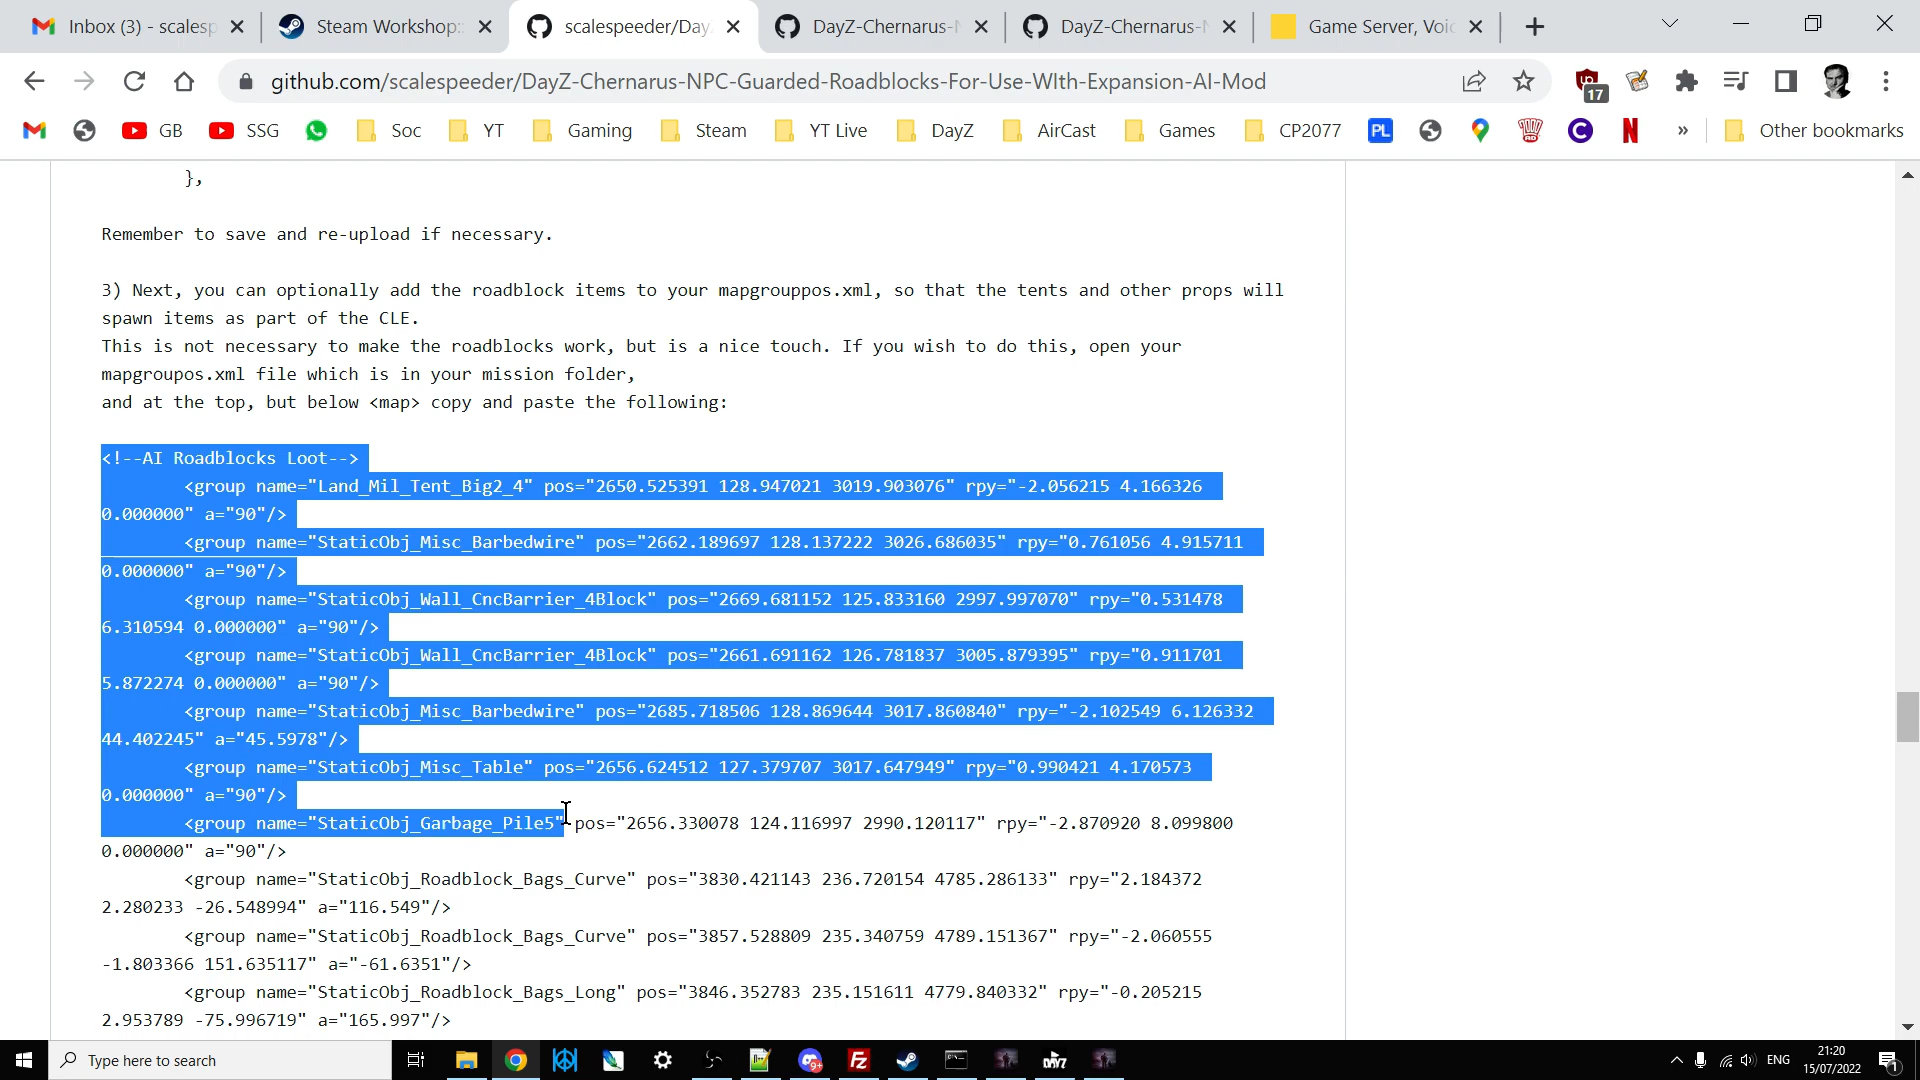 Inbox (3) - scalesp
Steam Workshop::
scalespeeder/Day
DayZ-Chernarus-N
DayZ-Chernarus-N
Game Server, Voic
github.com/scalespeeder/DayZ-Chernarus-NPC-Guarded-Roadblocks-For-Use-WIth-Expansion-AI-Mod
17
GB
SSG
Soc
YT
Gaming
Steam
YT Live
DayZ
AirCast
Games
CP2077
PL
»
Other bookmarks
},
Remember to save and re-upload if necessary.
3) Next, you can optionally add the roadblock items to your mapgrouppos.xml, so that the tents and other props will
spawn items as part of the CLE.
This is not necessary to make the roadblocks work, but is a nice touch. If you wish to do this, open your
mapgroupos.xml file which is in your mission folder,
and at the top, but below <map> copy and paste the following:
<!--AI Roadblocks Loot-->
<group name="Land_Mil_Tent_Big2_4" pos="2650.525391 128.947021 3019.903076" rpy="-2.056215 4.166326
0.000000" a="90"/>
<group name="StaticObj_Misc_Barbedwire" pos="2662.189697 128.137222 3026.686035" rpy="0.761056 4.915711
0.000000" a="90"/>
<group name="StaticObj_Wall_CncBarrier_4Block" pos="2669.681152 125.833160 2997.997070" rpy="0.531478
6.310594 0.000000" a="90"/>
<group name="StaticObj_Wall_CncBarrier_4Block" pos="2661.691162 126.781837 3005.879395" rpy="0.911701
5.872274 0.000000" a="90"/>
<group name="StaticObj_Misc_Barbedwire" pos="2685.718506 128.869644 3017.860840" rpy="-2.102549 6.126332
44.402245" a="45.5978"/>
<group name="StaticObj_Misc_Table" pos="2656.624512 127.379707 3017.647949" rpy="0.990421 4.170573
0.000000" a="90"/>
<group name="StaticObj_Garbage_Pile5" pos="2656.330078 124.116997 2990.120117" rpy="-2.870920 8.099800
0.000000" a="90"/>
<group name="StaticObj_Roadblock_Bags_Curve" pos="3830.421143 236.720154 4785.286133" rpy="2.184372
2.280233 -26.548994" a="116.549"/>
<group name="StaticObj_Roadblock_Bags_Curve" pos="3857.528809 235.340759 4789.151367" rpy="-2.060555
-1.803366 151.635117" a="-61.6351"/>
<group name="StaticObj_Roadblock_Bags_Long" pos="3846.352783 235.151611 4779.840332" rpy="-0.205215
2.953789 -75.996719" a="165.997"/>
Type here to search
ENG
21:20
15/07/2022